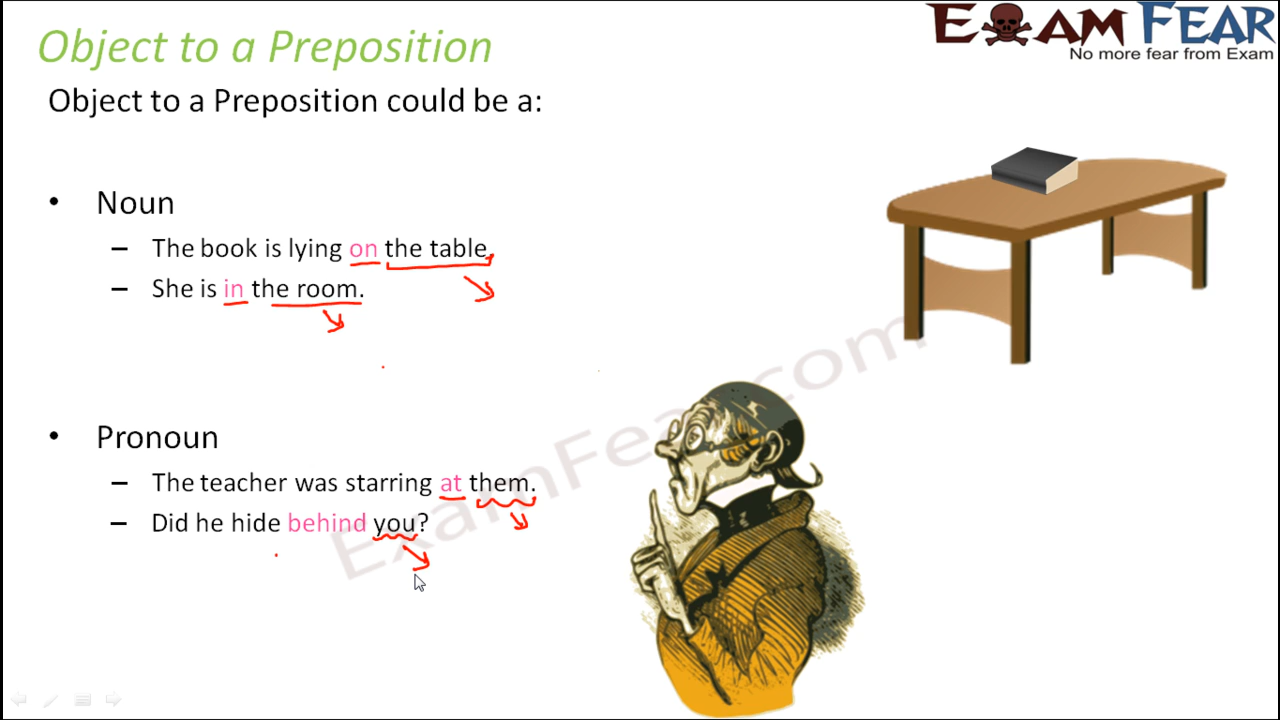 Object to a Preposition
EXAM FEAR
No more fear from Exam
Object to a Preposition could be a:
• Noun
– The book is lying on the table.
– She is in the room.
• Pronoun
– The teacher was starring at them.
– Did he hide behind you?
ExamFear.com